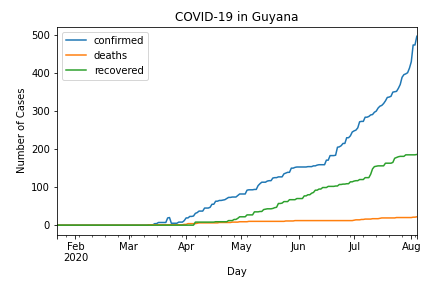 COVID-19 in Guyana
confirmed
deaths
recovered
Number of Cases
500
400
300
200
100
0
Feb Mar Apr May Jun Jul Aug
2020
Day